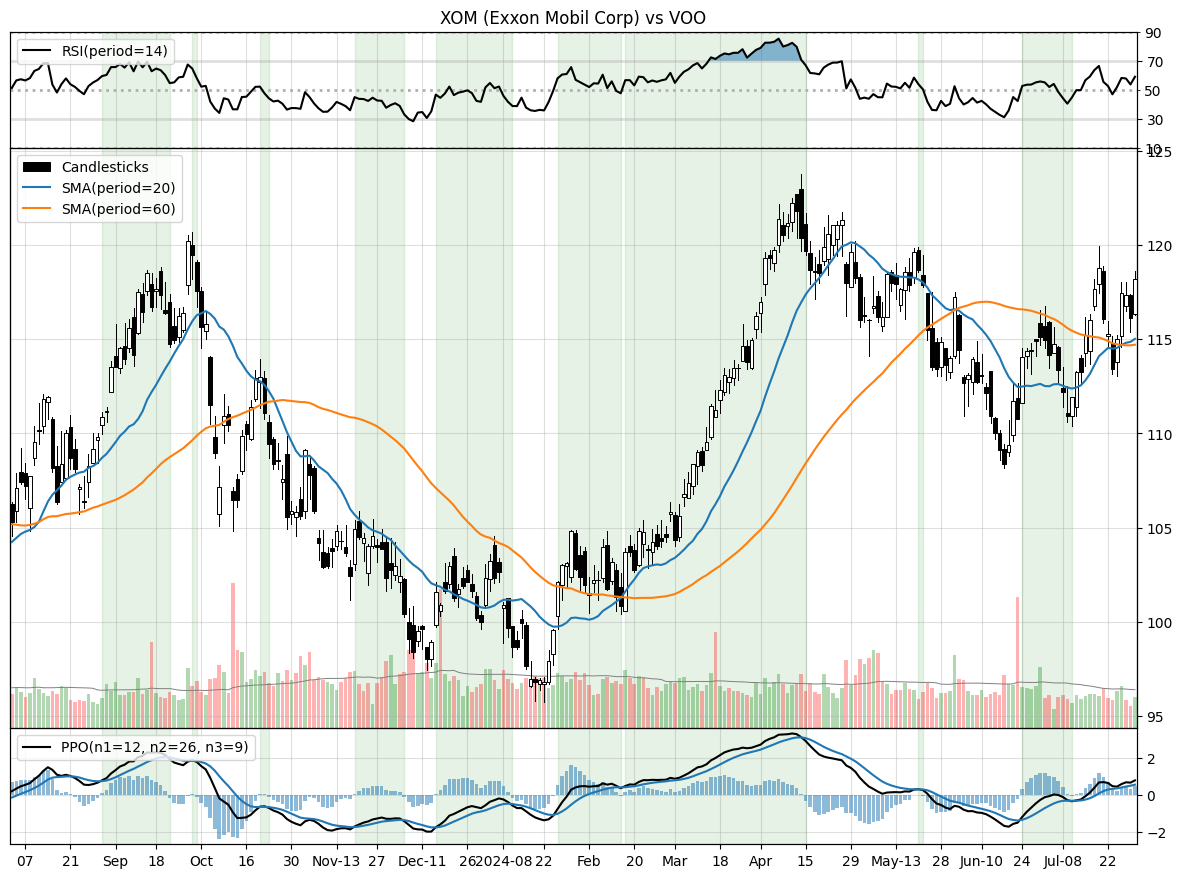 XOM (Exxon Mobil Corp) vs VOO
RSI(period=14)
90
70
50
30
10
Candlesticks
SMA(period=20)
SMA(period=60)
125
120
115
110
105
100
95
PPO(n1=12, n2=26, n3=9)
2
0
−2
07 21 Sep 18 Oct 16 30 Nov-13 27 Dec-11 26 2024-08 22 Feb 20 Mar 18 Apr 15 29 May-13 28 Jun-10 24 Jul-08 22